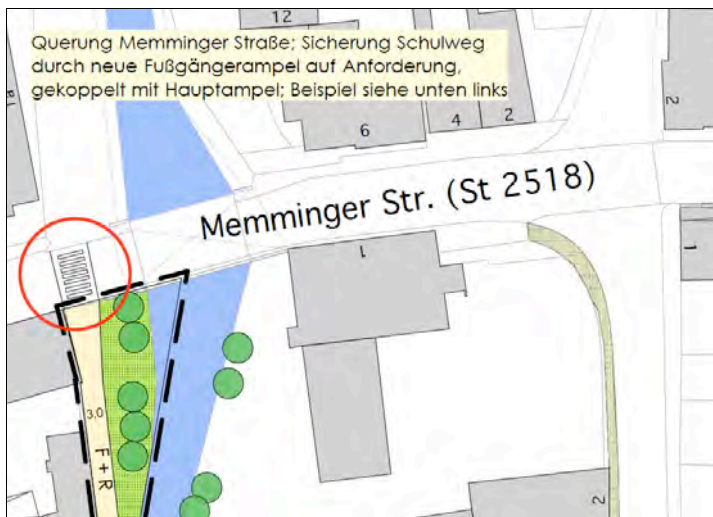 12
Querung Memminger Straße; Sicherung Schulweg
durch neue Fußgängerampel auf Anforderung,
gekoppelt mit Hauptampel; Beispiel siehe unten links
6
4
2
2
Memminger Str. (St 2518)
1
1
3,0
F + R
2